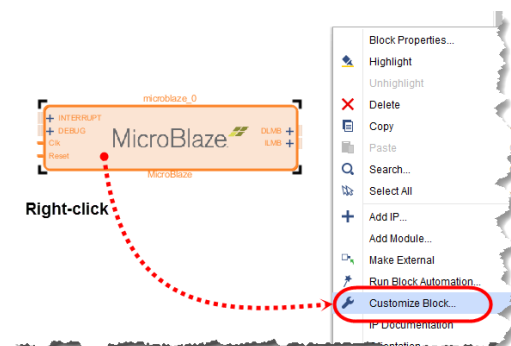 microblaze_0
INTERRUPT
DEBUG
Clk
Reset
MicroBlaze
DLMB
ILMB
MicroBlaze
Right-click
Block Properties...
Highlight
Unhighlight
Delete
Copy
Paste
Search...
Select All
Add IP...
Add Module...
Make External
Run Block Automation...
Customize Block...
IP Documentation
Orientation